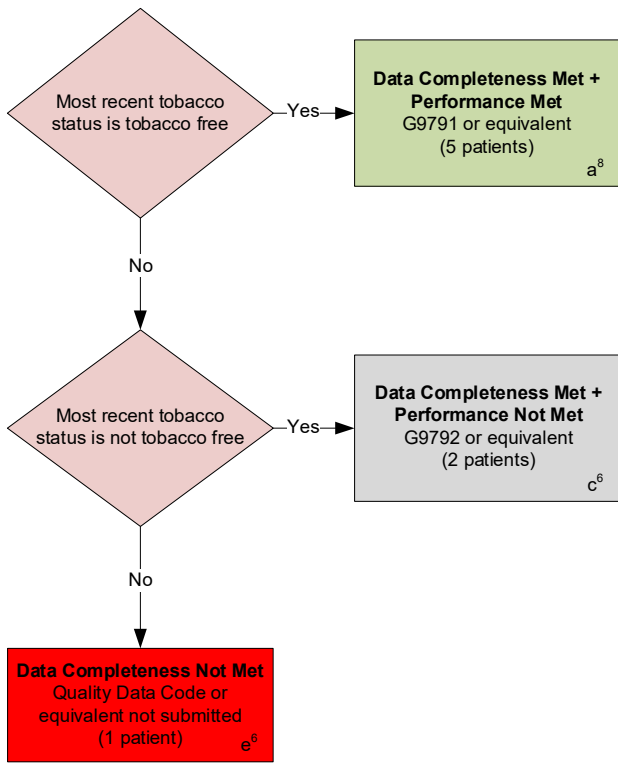 Most recent tobacco
status is tobacco free
Yes
Data Completeness Met +
Performance Met
G9791 or equivalent
(5 patients)
a⁸
No
Most recent tobacco
status is not tobacco free
Yes
Data Completeness Met +
Performance Not Met
G9792 or equivalent
(2 patients)
c⁶
No
Data Completeness Not Met
Quality Data Code or
equivalent not submitted
(1 patient)
e⁶